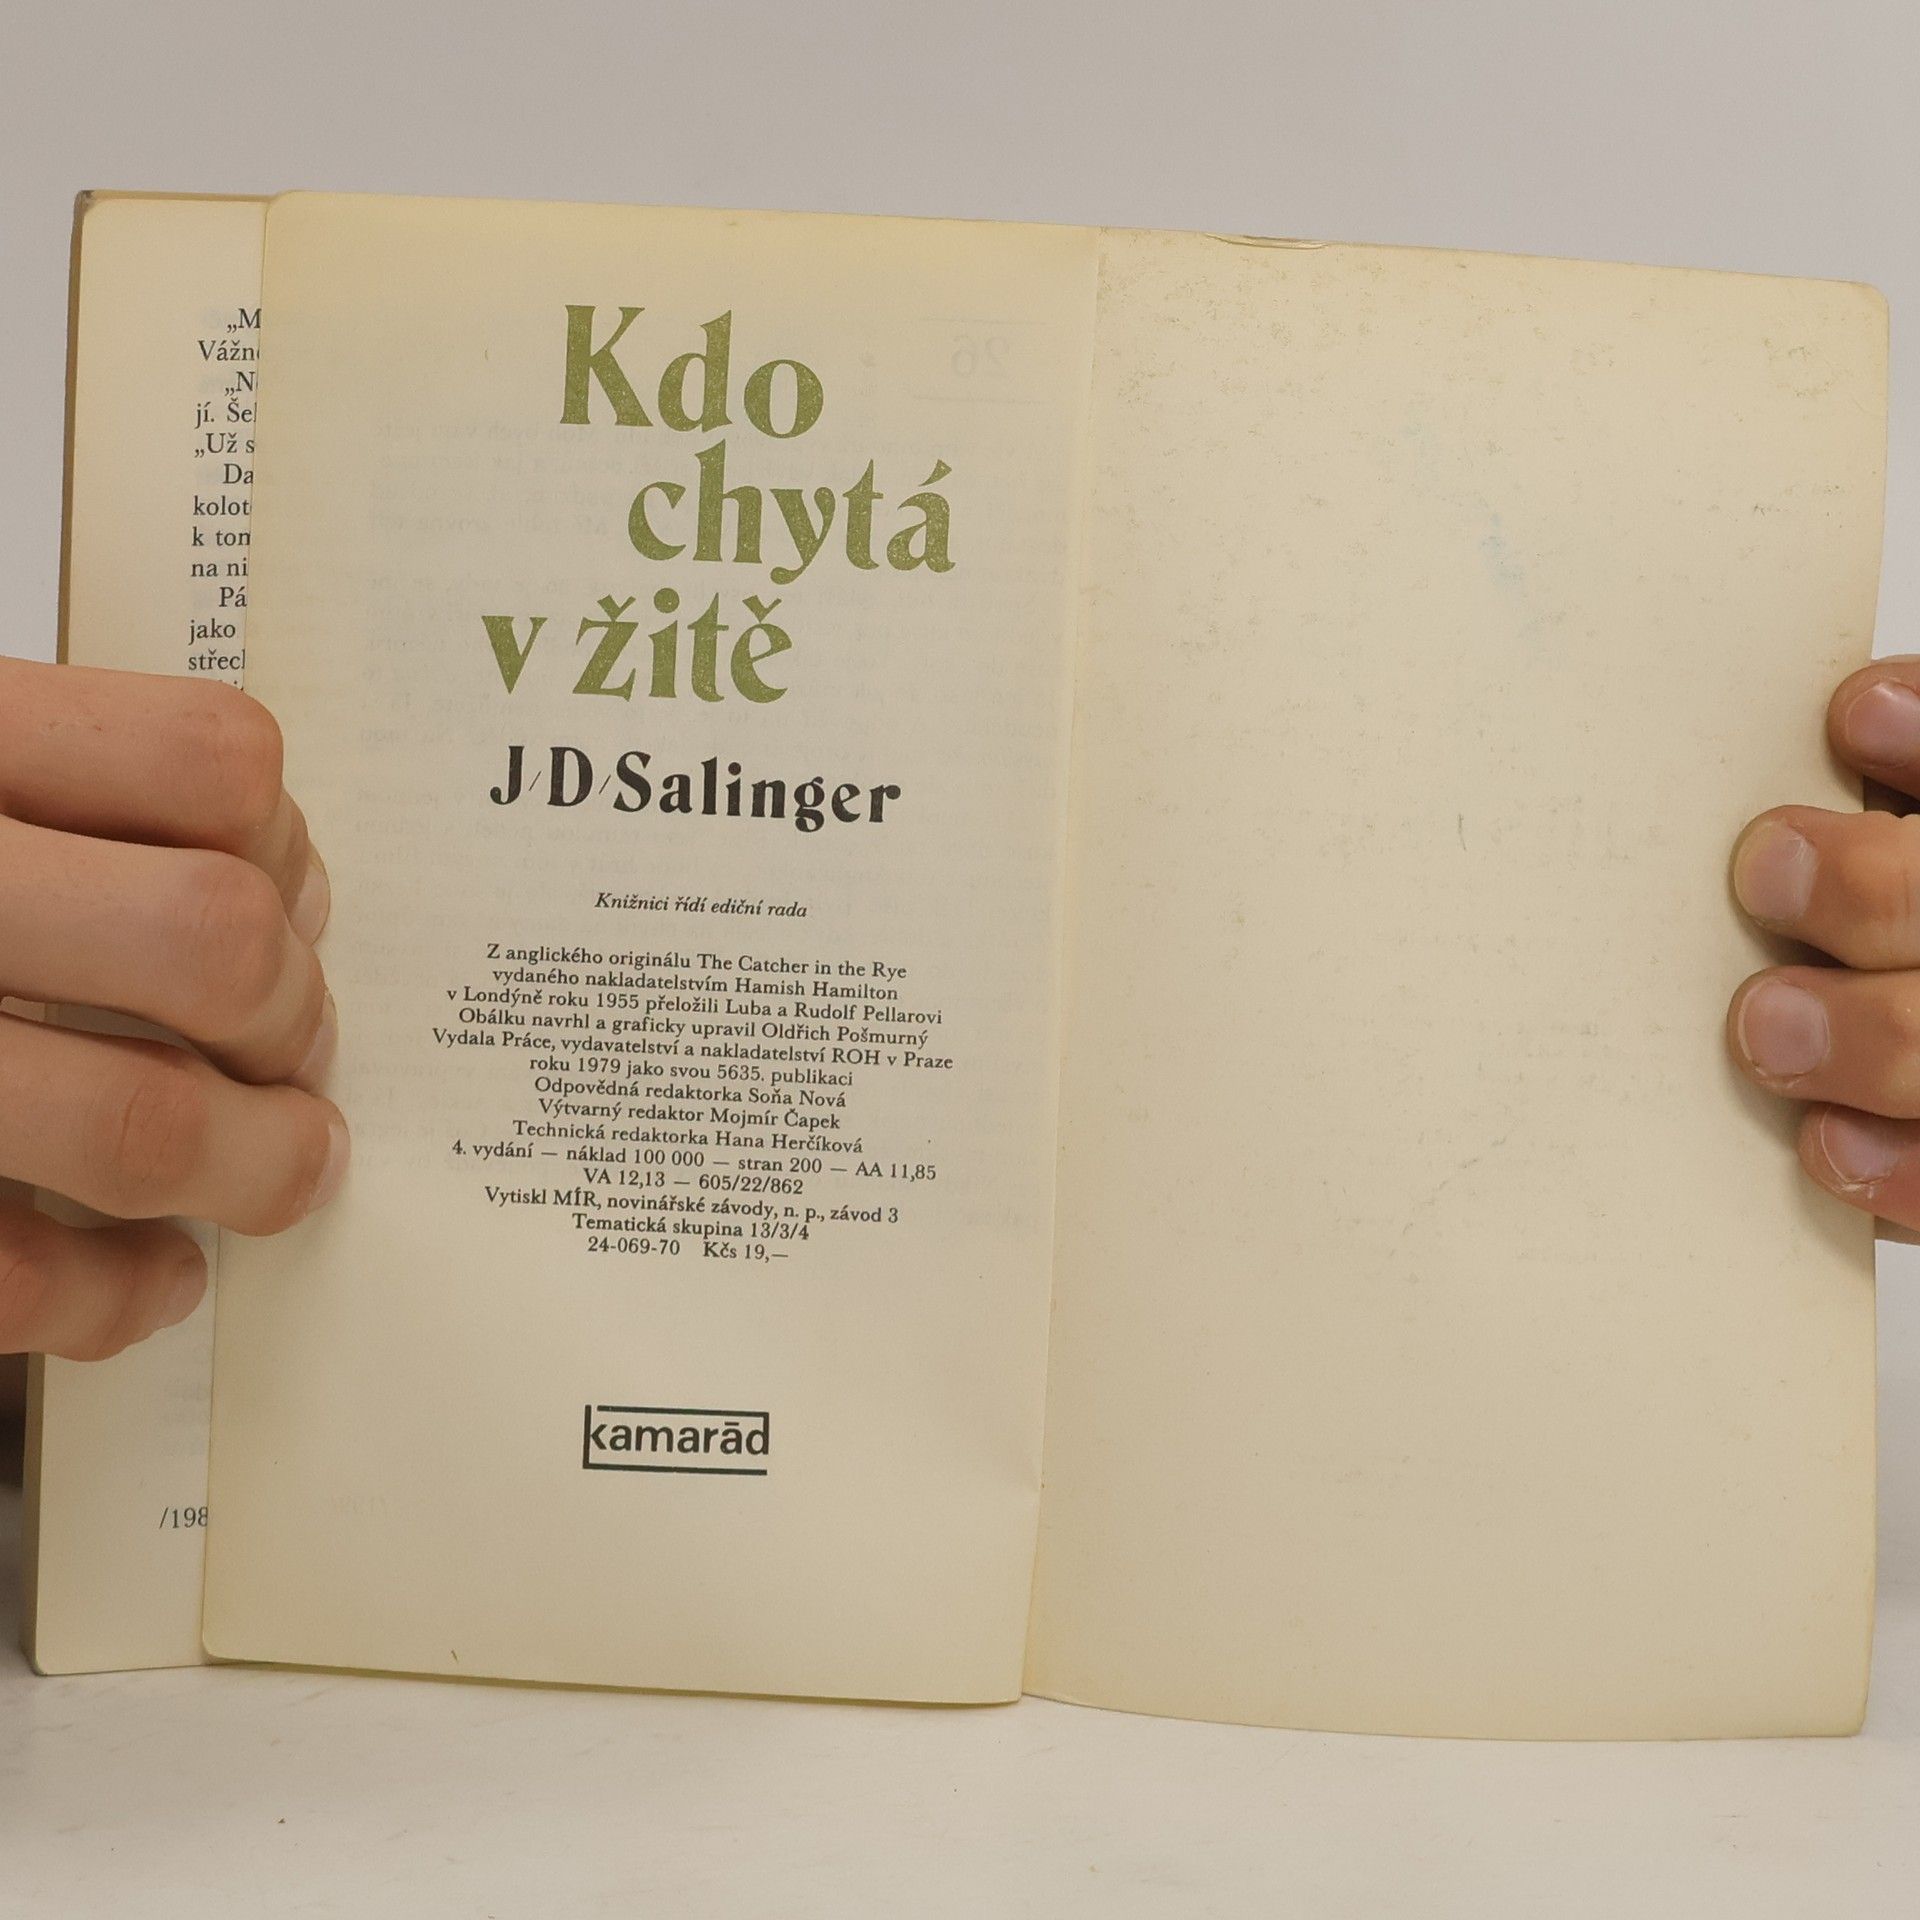 „M
Vážn
„N
jí. Šel
„Už s
Da
kolot
k tom
na ni
Pá
jako
střech
/198
Kdo
chytá
v žitě
J/D/Salinger
Knižnici řídí ediční rada
Z anglického originálu The Catcher in the Rye
vydaného nakladatelstvím Hamish Hamilton
v Londýně roku 1955 přeložili Luba a Rudolf Pellarovi
Obálku navrhl a graficky upravil Oldřich Pošmurný
Vydala Práce, vydavatelství a nakladatelství ROH v Praze
roku 1979 jako svou 5635. publikaci
Odpovědná redaktorka Soňa Nová
Výtvarný redaktor Mojmír Čapek
Technická redaktorka Hana Herčíková
4. vydání — náklad 100 000 — stran 200 — AA 11,85
VA 12,13 — 605/22/862
Vytiskl MÍR, novinářské závody, n. p., závod 3
Tematická skupina 13/3/4
24-069-70 Kčs 19,—
kamarád